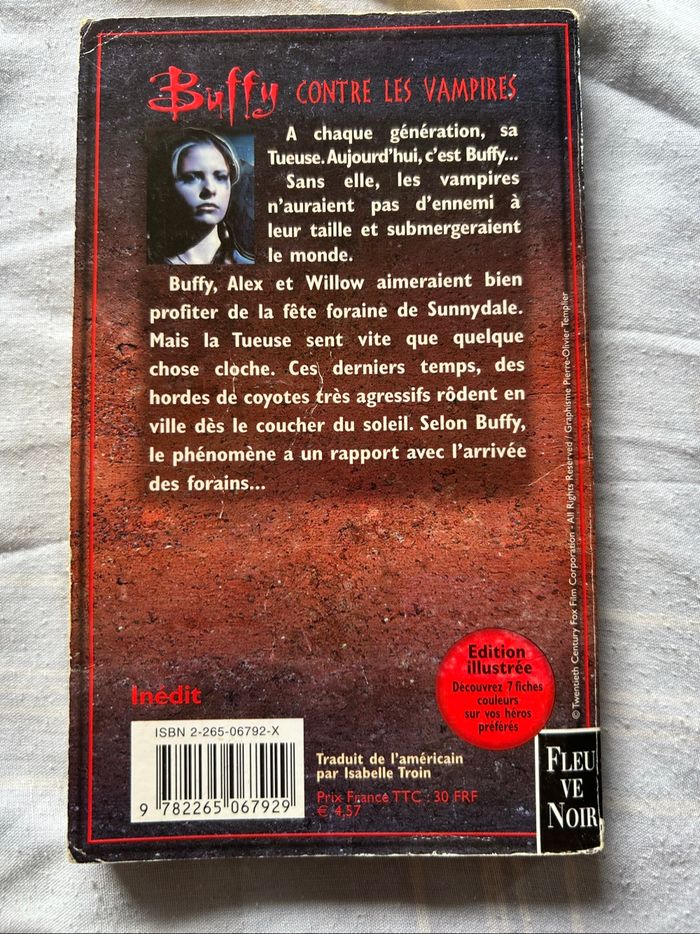 Buffy CONTRE LES VAMPIRES
A chaque génération, sa
Tueuse. Aujourd'hui, c'est Buffy...
Sans elle, les vampires
n'auraient pas d'ennemi à
leur taille et submergeraient
le monde.
Buffy, Alex et Willow aimeraient bien
profiter de la fête foraine de Sunnydale.
Mais la Tueuse sent vite que quelque
chose cloche. Ces derniers temps, des
hordes de coyotes très agressifs rôdent en
ville dès le coucher du soleil. Selon Buffy,
le phénomène a un rapport avec l'arrivée
des forains...
© Twentieth Century Fox Film Corporation - All Rights Reserved / Graphisme Pierre-Olivier Templier
Edition
illustrée
Découvrez 7 fiches
couleurs
sur vos héros
préférés
Inédit
ISBN 2-265-06792-X
9 782265 067929
Traduit de l'américain
par Isabelle Troin
Prix France TTC : 30 FRF
€ 4,57
FLEU
VE
NOIR